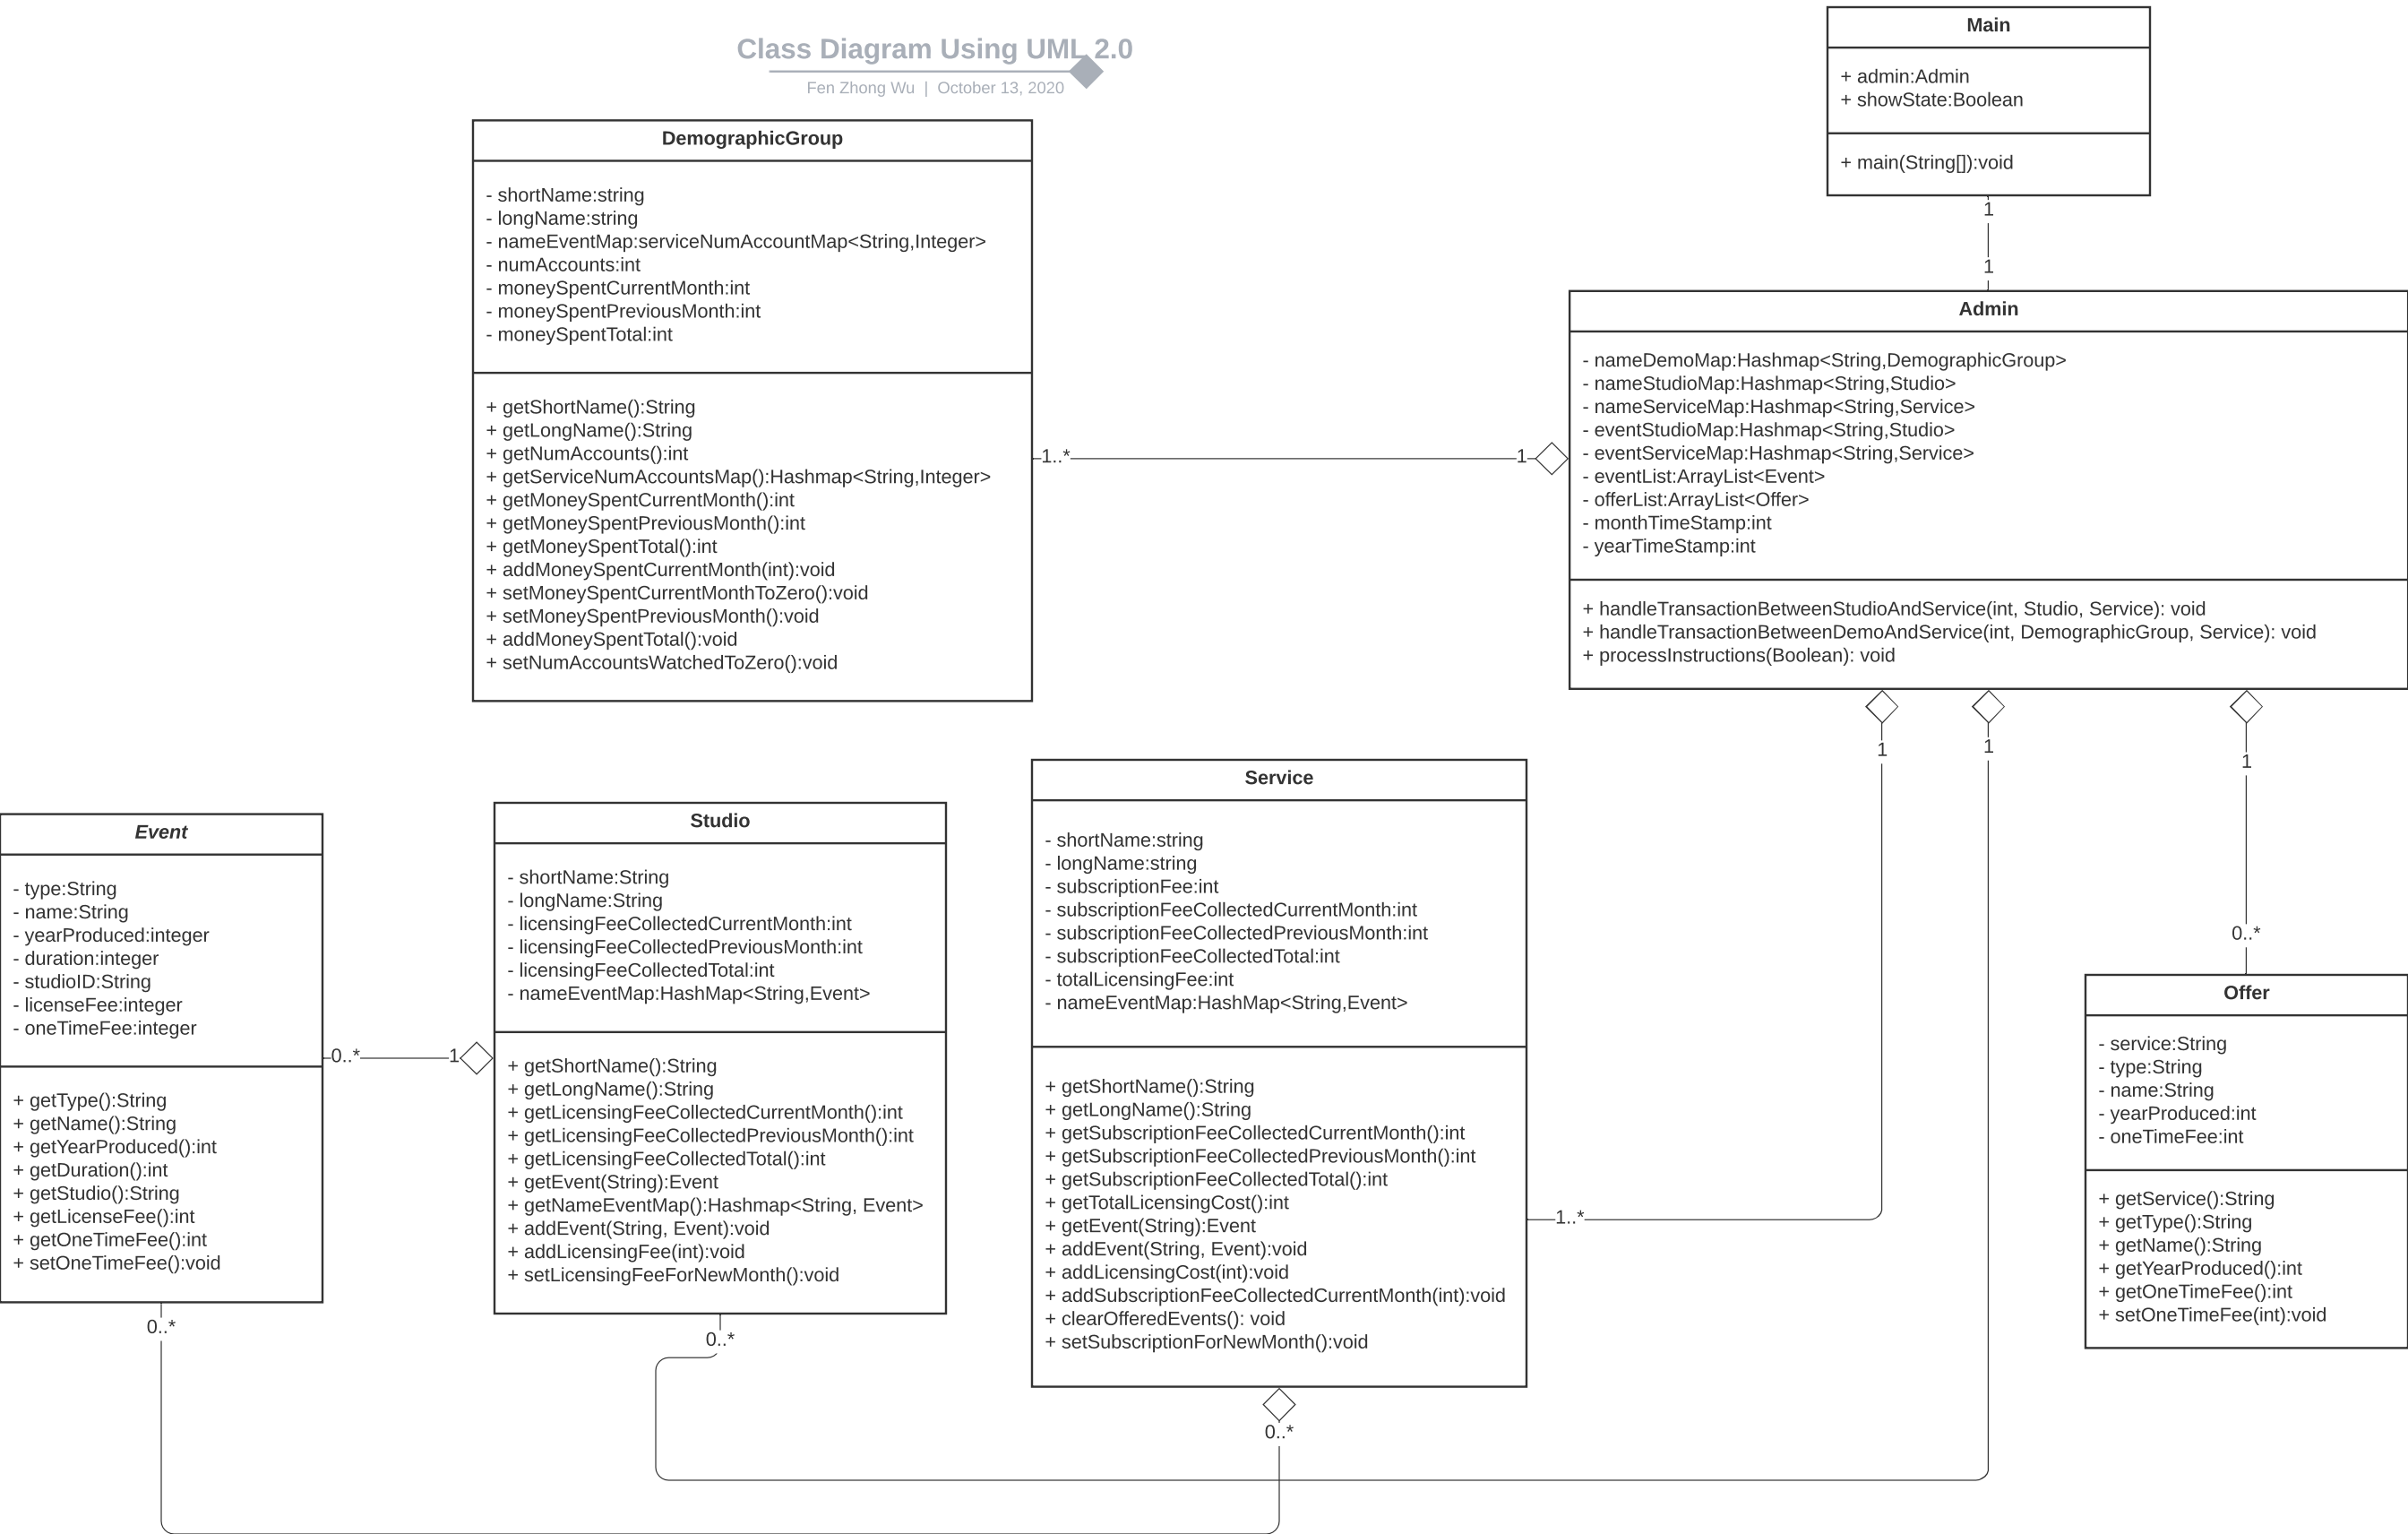 Class Diagram Using UML 2.0
Fen Zhong Wu | October 13, 2020
Main
+ admin:Admin
+ showState:Boolean
+ main(String[]):void
1
1
DemographicGroup
- shortName:string
- longName:string
- nameEventMap:serviceNumAccountMap<String,Integer>
- numAccounts:int
- moneySpentCurrentMonth:int
- moneySpentPreviousMonth:int
- moneySpentTotal:int
+ getShortName():String
+ getLongName():String
+ getNumAccounts():int
+ getServiceNumAccountsMap():Hashmap<String,Integer>
+ getMoneySpentCurrentMonth():int
+ getMoneySpentPreviousMonth():int
+ getMoneySpentTotal():int
+ addMoneySpentCurrentMonth(int):void
+ setMoneySpentCurrentMonthToZero():void
+ setMoneySpentPreviousMonth():void
+ addMoneySpentTotal():void
+ setNumAccountsWatchedToZero():void
1..*
1
Admin
- nameDemoMap:Hashmap<String,DemographicGroup>
- nameStudioMap:Hashmap<String,Studio>
- nameServiceMap:Hashmap<String,Service>
- eventStudioMap:Hashmap<String,Studio>
- eventServiceMap:Hashmap<String,Service>
- eventList:ArrayList<Event>
- offerList:ArrayList<Offer>
- monthTimeStamp:int
- yearTimeStamp:int
+ handleTransactionBetweenStudioAndService(int, Studio, Service): void
+ handleTransactionBetweenDemoAndService(int, DemographicGroup, Service): void
+ processInstructions(Boolean): void
1
1
1
Event
- type:String
- name:String
- yearProduced:integer
- duration:integer
- studioID:String
- licenseFee:integer
- oneTimeFee:integer
+ getType():String
+ getName():String
+ getYearProduced():int
+ getDuration():int
+ getStudio():String
+ getLicenseFee():int
+ getOneTimeFee():int
+ setOneTimeFee():void
0..*
0..*
1
Studio
- shortName:String
- longName:String
- licensingFeeCollectedCurrentMonth:int
- licensingFeeCollectedPreviousMonth:int
- licensingFeeCollectedTotal:int
- nameEventMap:HashMap<String,Event>
+ getShortName():String
+ getLongName():String
+ getLicensingFeeCollectedCurrentMonth():int
+ getLicensingFeeCollectedPreviousMonth():int
+ getLicensingFeeCollectedTotal():int
+ getEvent(String):Event
+ getNameEventMap():Hashmap<String, Event>
+ addEvent(String, Event):void
+ addLicensingFee(int):void
+ setLicensingFeeForNewMonth():void
0..*
Service
- shortName:string
- longName:string
- subscriptionFee:int
- subscriptionFeeCollectedCurrentMonth:int
- subscriptionFeeCollectedPreviousMonth:int
- subscriptionFeeCollectedTotal:int
- totalLicensingFee:int
- nameEventMap:HashMap<String,Event>
+ getShortName():String
+ getLongName():String
+ getSubscriptionFeeCollectedCurrentMonth():int
+ getSubscriptionFeeCollectedPreviousMonth():int
+ getSubscriptionFeeCollectedTotal():int
+ getTotalLicensingCost():int
+ getEvent(String):Event
+ addEvent(String, Event):void
+ addLicensingCost(int):void
+ addSubscriptionFeeCollectedCurrentMonth(int):void
+ clearOfferedEvents(): void
+ setSubscriptionForNewMonth():void
1..*
0..*
0..*
Offer
- service:String
- type:String
- name:String
- yearProduced:int
- oneTimeFee:int
+ getService():String
+ getType():String
+ getName():String
+ getYearProduced():int
+ getOneTimeFee():int
+ setOneTimeFee(int):void